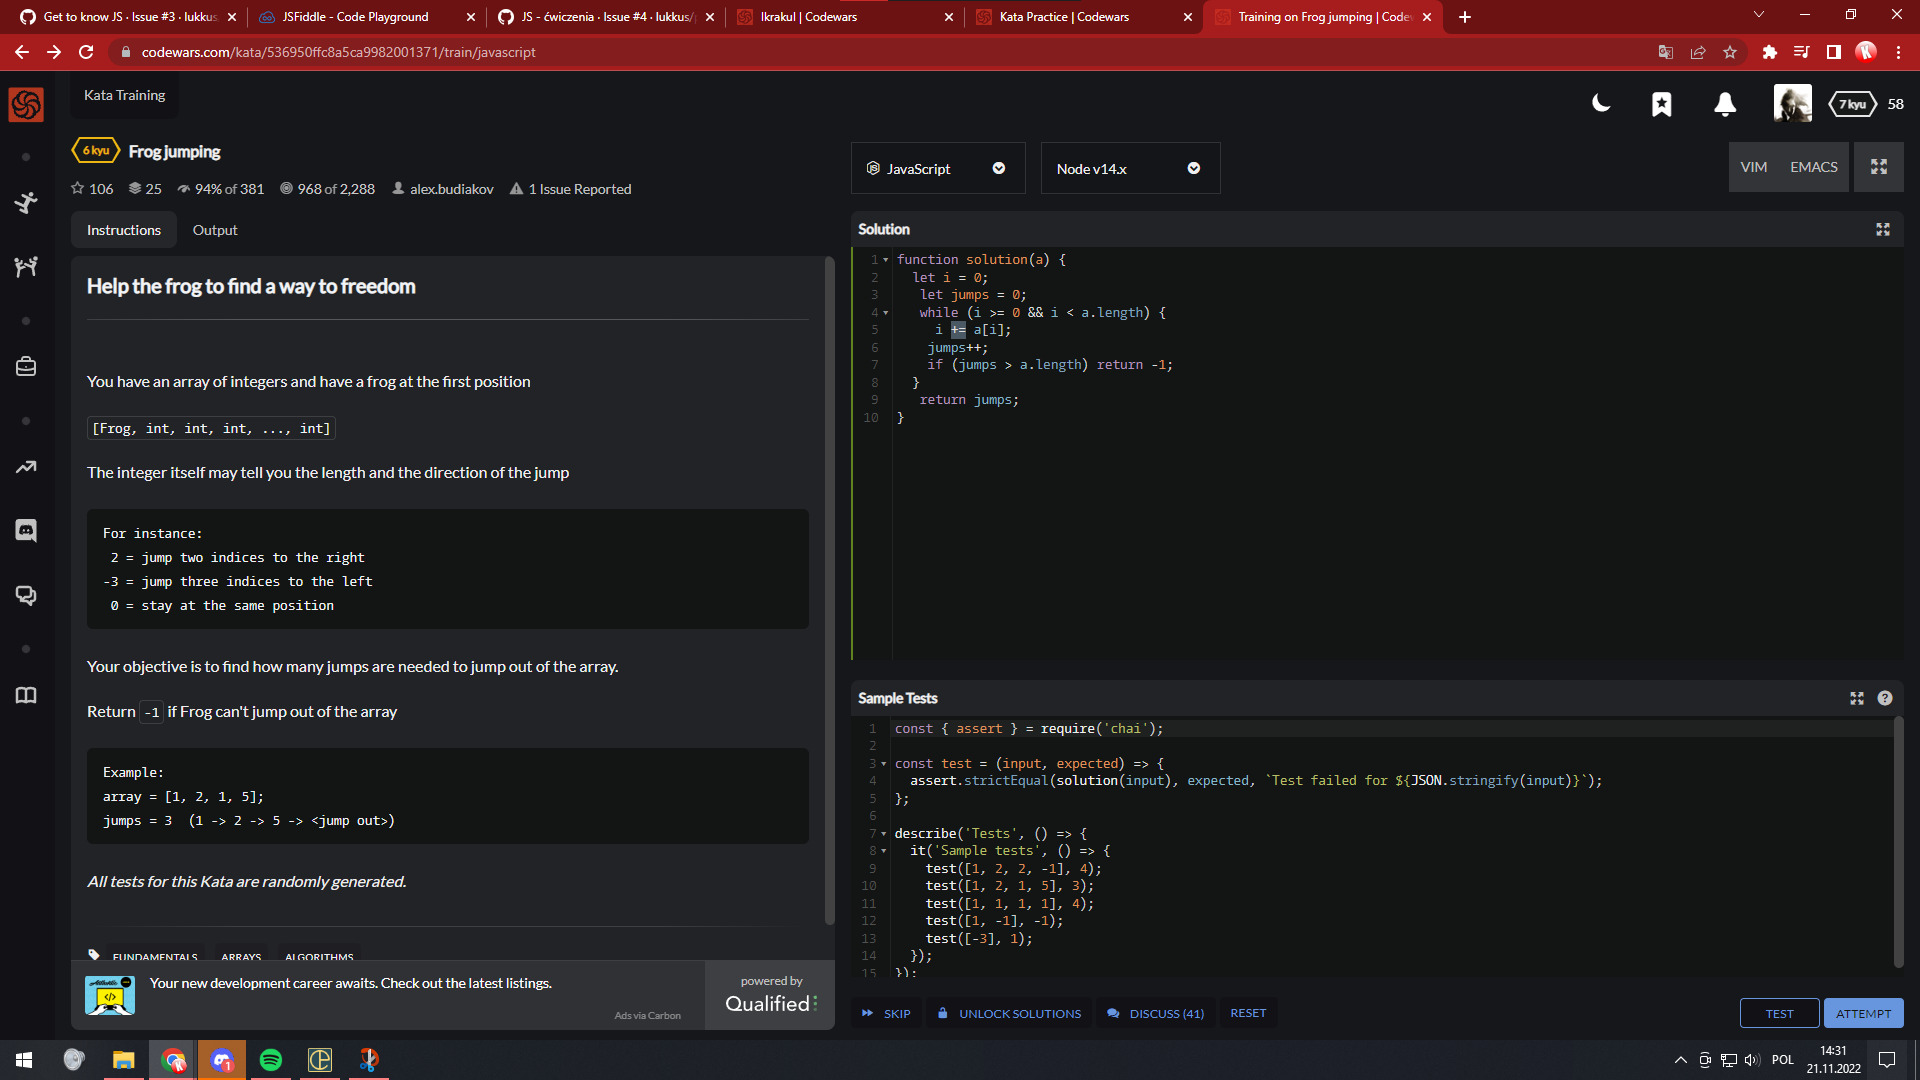 Get to know JS · Issue #3 · lukkus
JSFiddle - Code Playground
JS - ćwiczenia · Issue #4 · lukkus/
Ikrakul | Codewars
Kata Practice | Codewars
Training on Frog jumping | Codew
codewars.com/kata/536950ffc8a5ca9982001371/train/javascript
Kata Training
7 kyu
58
6 kyu
Frog jumping
106
25
94% of 381
968 of 2,288
alex.budiakov
1 Issue Reported
JavaScript
Node v14.x
VIM
EMACS
Instructions
Output
Help the frog to find a way to freedom
You have an array of integers and have a frog at the first position
[Frog, int, int, int, ..., int]
The integer itself may tell you the length and the direction of the jump
For instance:
2 = jump two indices to the right
-3 = jump three indices to the left
0 = stay at the same position
Your objective is to find how many jumps are needed to jump out of the array.
Return -1 if Frog can't jump out of the array
Example:
array = [1, 2, 1, 5];
jumps = 3 (1 -> 2 -> 5 -> <jump out>)
All tests for this Kata are randomly generated.
FUNDAMENTALS
ARRAYS
ALGORITHMS
Your new development career awaits. Check out the latest listings.
Ads via Carbon
powered by
Qualified
Solution
1 function solution(a) {
2 let i = 0;
3 let jumps = 0;
4 while (i >= 0 && i < a.length) {
5 i += a[i];
6 jumps++;
7 if (jumps > a.length) return -1;
8 }
9 return jumps;
10 }
Sample Tests
1 const { assert } = require('chai');
2
3 const test = (input, expected) => {
4 assert.strictEqual(solution(input), expected, `Test failed for ${JSON.stringify(input)}`);
5 };
6
7 describe('Tests', () => {
8 it('Sample tests', () => {
9 test([1, 2, 2, -1], 4);
10 test([1, 2, 1, 5], 3);
11 test([1, 1, 1, 1], 4);
12 test([1, -1], -1);
13 test([-3], 1);
14 });
15 });
SKIP
UNLOCK SOLUTIONS
DISCUSS (41)
RESET
TEST
ATTEMPT
1
POL
14:31
21.11.2022